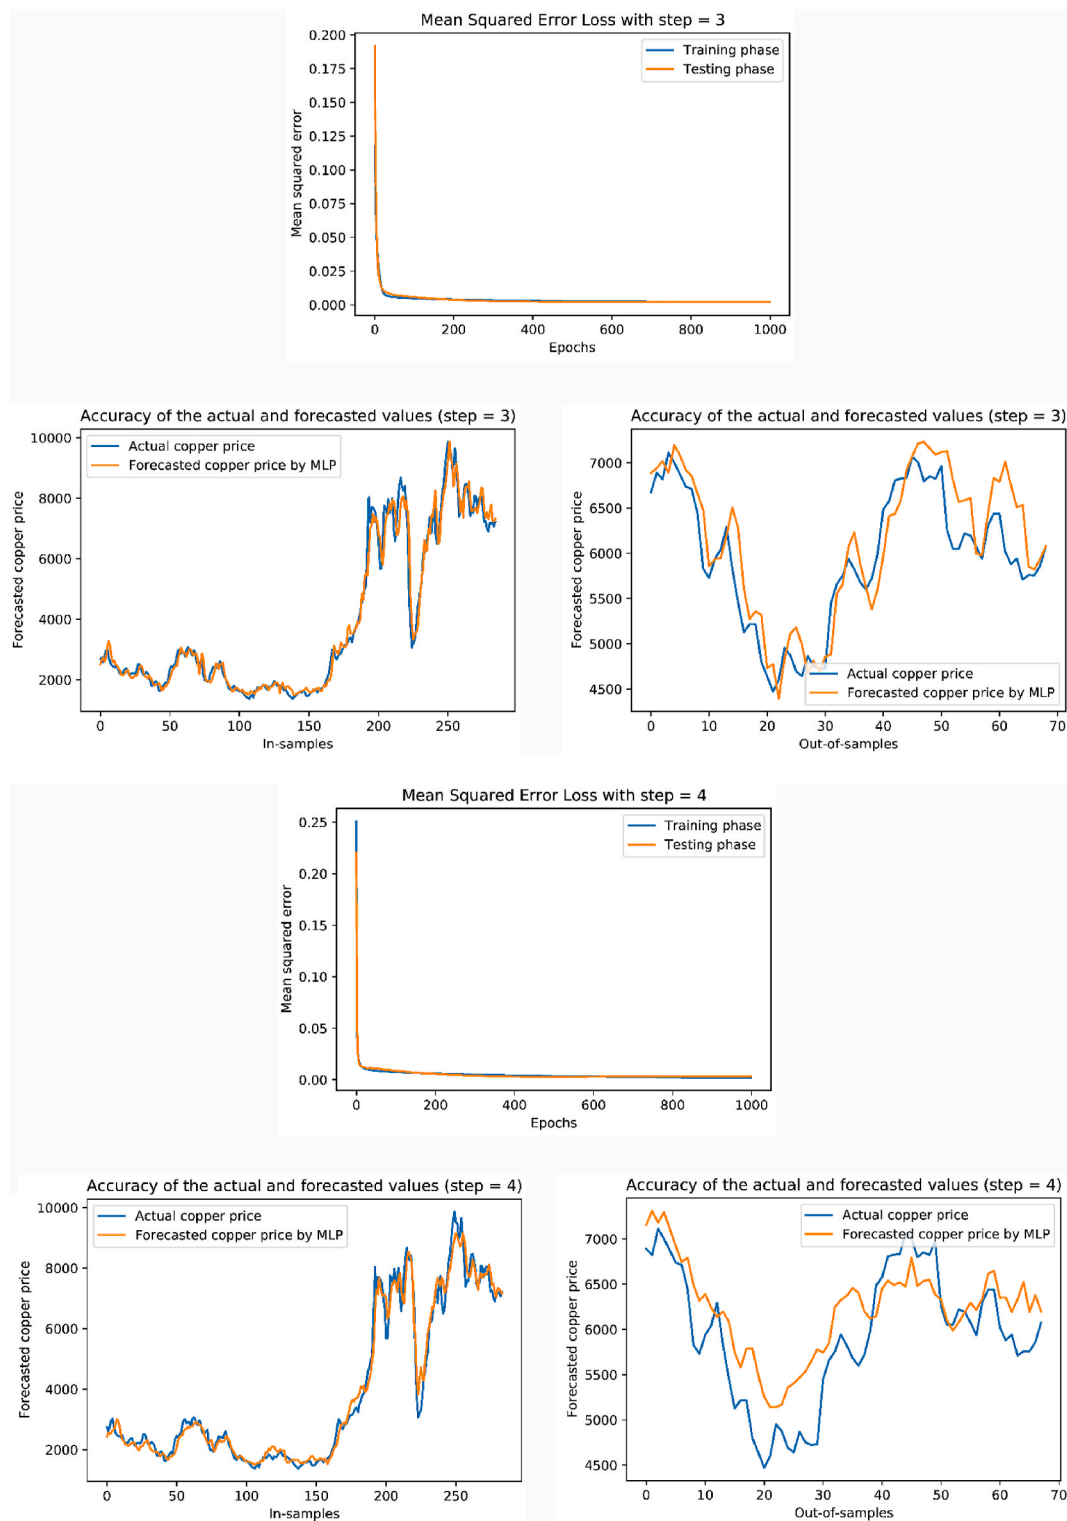 Mean Squared Error Loss with step = 3
0.200
0.175
0.150
0.125
0.100
0.075
0.050
0.025
0.000
Mean squared error
Training phase
Testing phase
0 200 400 600 800 1000
Epochs
Accuracy of the actual and forecasted values (step = 3)
10000
8000
6000
4000
2000
Forecasted copper price
Actual copper price
Forecasted copper price by MLP
0 50 100 150 200 250
In-samples
Accuracy of the actual and forecasted values (step = 3)
7000
6500
6000
5500
5000
4500
Forecasted copper price
Actual copper price
Forecasted copper price by MLP
0 10 20 30 40 50 60 70
Out-of-samples
Mean Squared Error Loss with step = 4
0.25
0.20
0.15
0.10
0.05
0.00
Mean squared error
Training phase
Testing phase
0 200 400 600 800 1000
Epochs
Accuracy of the actual and forecasted values (step = 4)
10000
8000
6000
4000
2000
Forecasted copper price
Actual copper price
Forecasted copper price by MLP
0 50 100 150 200 250
In-samples
Accuracy of the actual and forecasted values (step = 4)
7000
6500
6000
5500
5000
4500
Forecasted copper price
Actual copper price
Forecasted copper price by MLP
0 10 20 30 40 50 60 70
Out-of-samples